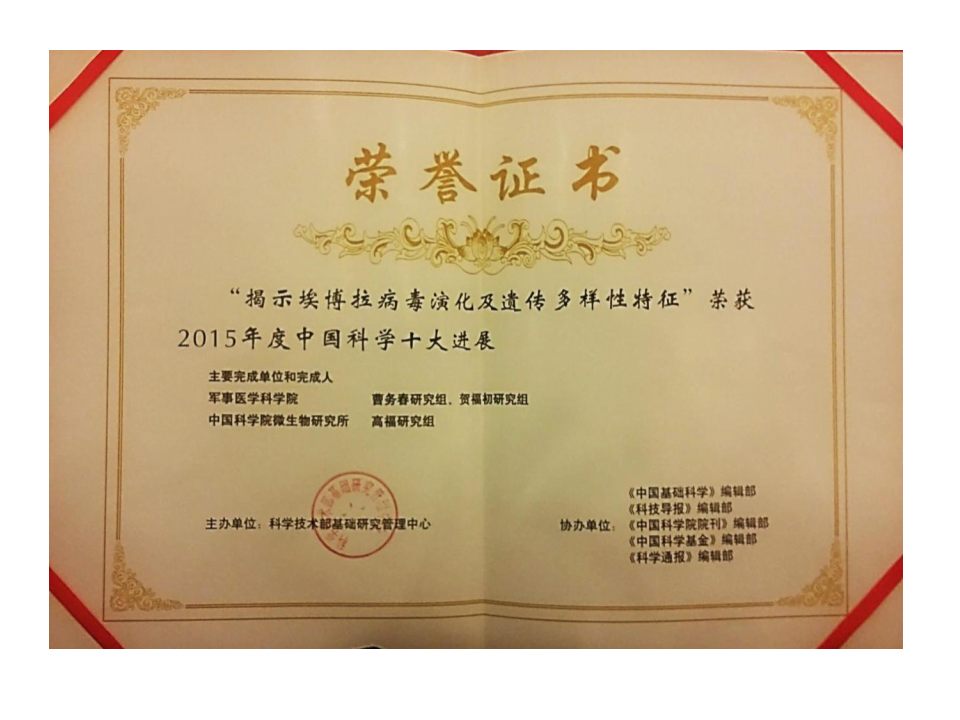 荣誉证书
“揭示埃博拉病毒演化及遗传多样性特征”荣获
2015年度中国科学十大进展
主要完成单位和完成人
军事医学科学院 曹务春研究组、贺福初研究组
中国科学院微生物研究所 高福研究组
主办单位：科学技术部基础研究管理中心
协办单位：《中国基础科学》编辑部
《科技导报》编辑部
《中国科学院院刊》编辑部
《中国科学基金》编辑部
《科学通报》编辑部